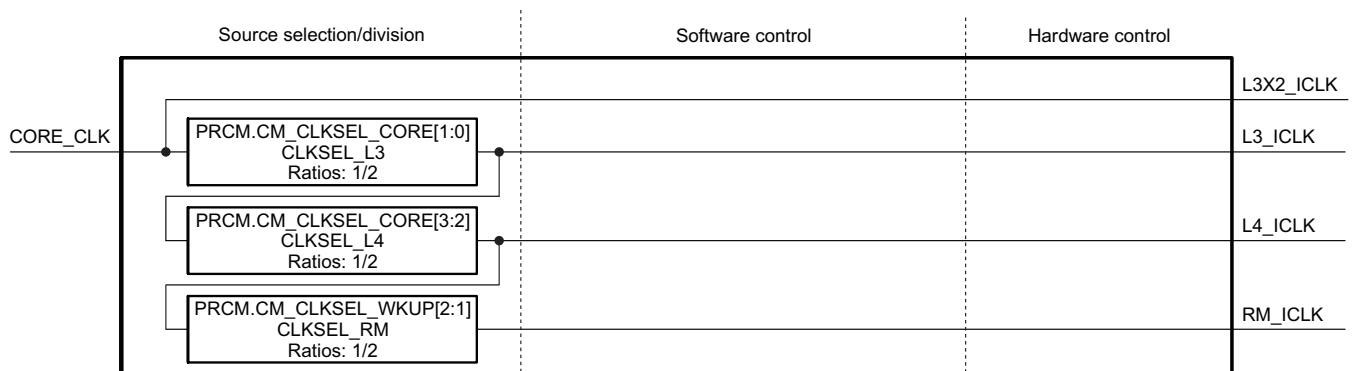 Source selection/division
Software control
Hardware control
L3X2_ICLK
CORE_CLK
PRCM.CM_CLKSEL_CORE[1:0]
CLKSEL_L3
Ratios: 1/2
L3_ICLK
PRCM.CM_CLKSEL_CORE[3:2]
CLKSEL_L4
Ratios: 1/2
L4_ICLK
PRCM.CM_CLKSEL_WKUP[2:1]
CLKSEL_RM
Ratios: 1/2
RM_ICLK